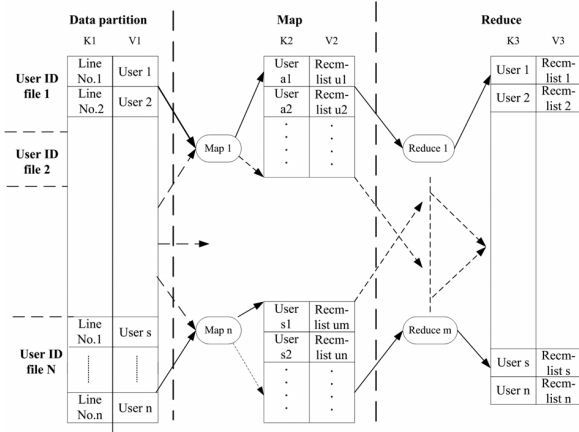 Data partition
Map
Reduce
K1
V1
K2
V2
K3
V3
User ID
file 1
Line
No.1
User 1
Line
No.2
User 2
User
a1
Recm-
list u1
User
a2
Recm-
list u2
User 1
Recm-
list 1
User 2
Recm-
list 2
Map 1
Reduce 1
User ID
file 2
User ID
file N
Line
No.1
User s
Line
No.n
User n
Map n
User
s1
Recm-
list um
User
s2
Recm-
list un
Reduce m
User s
Recm-
list s
User n
Recm-
list n